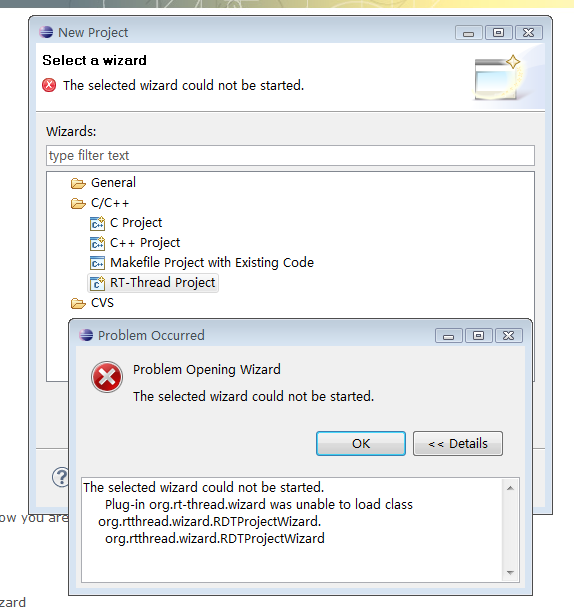 New Project
Select a wizard
The selected wizard could not be started.
Wizards:
type filter text
General
C/C++
C Project
C++ Project
Makefile Project with Existing Code
RT-Thread Project
CVS
Problem Occurred
Problem Opening Wizard
The selected wizard could not be started.
OK
<< Details
The selected wizard could not be started.
Plug-in org.rt-thread.wizard was unable to load class
org.rtthread.wizard.RDTProjectWizard.
org.rtthread.wizard.RDTProjectWizard
ow you are
zard